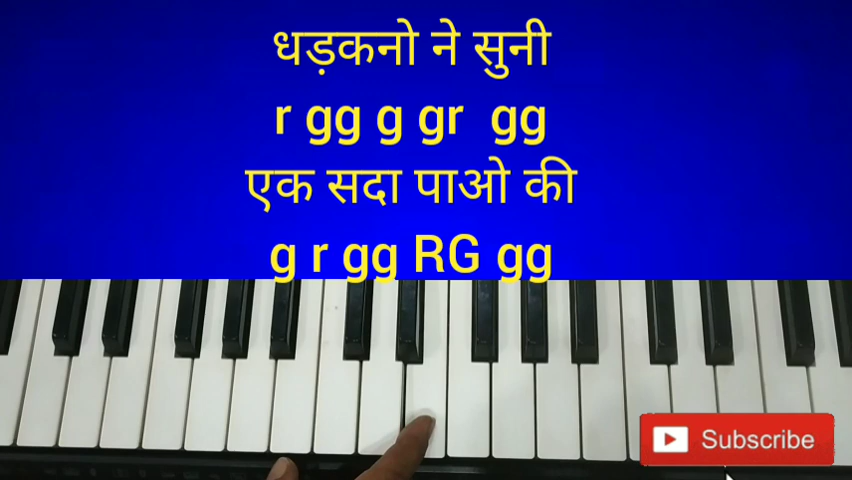 धड़कनो ने सुनी
r gg g gr gg
एक सदा पाओ की
g r gg RG gg
Subscribe